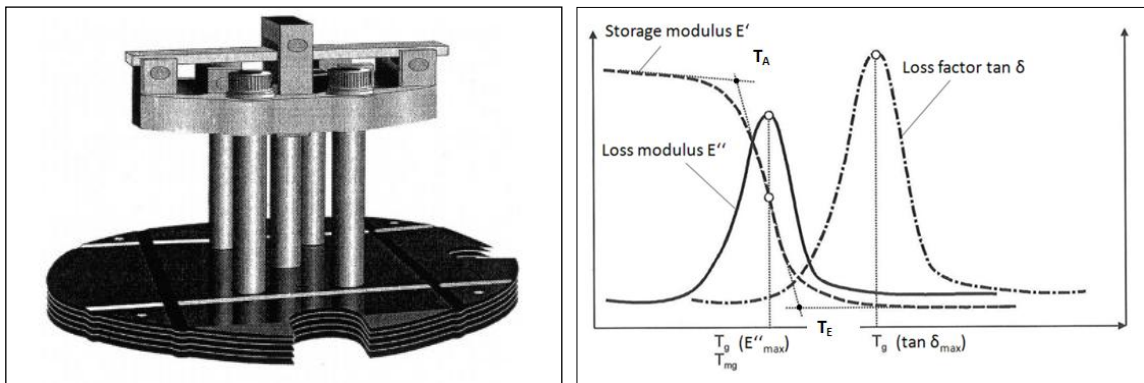 Storage modulus E‘
T_A
Loss factor tan δ
Loss modulus E‘‘
T_E
T_g (E‘‘_max)
T_mg
T_g (tan δ_max)